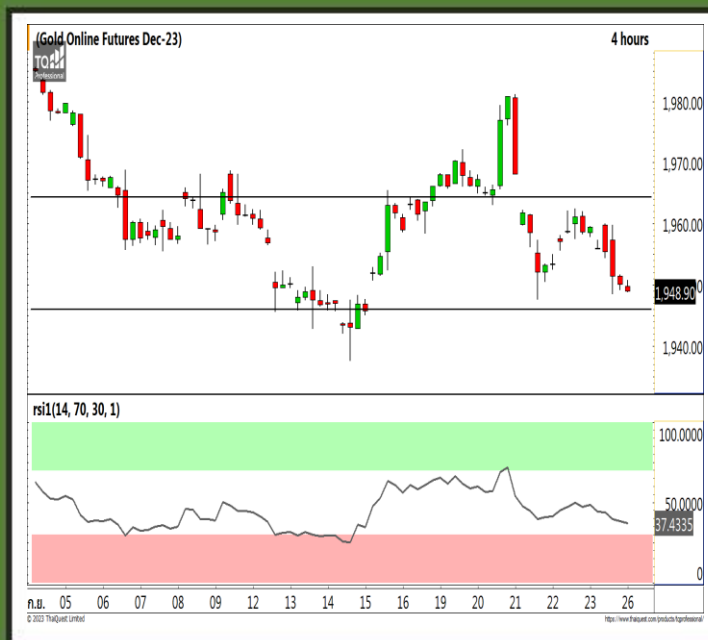 (Gold Online Futures Dec-23) 4 hours
TQ
Professional
1,980.00
1,970.00
1,960.00
1,948.90
1,940.00
rsi1(14, 70, 30, 1)
100.0000
50.0000
37.4335
0
ก.ย. 05 06 07 08 09 12 13 14 15 16 19 20 21 22 23 26
© 2023 ThaiQuest Limited https://www.thaiquest.com/products/tqprofessional/